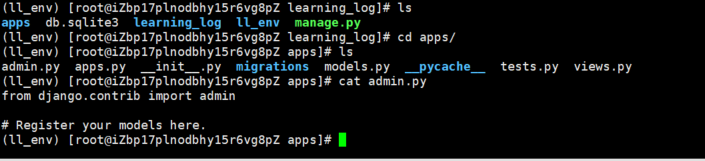 (ll_env) [root@iZbp17plnodbhy15r6vg8pZ learning_log]# ls
apps db.sqlite3 learning_log ll_env manage.py
(ll_env) [root@iZbp17plnodbhy15r6vg8pZ learning_log]# cd apps/
(ll_env) [root@iZbp17plnodbhy15r6vg8pZ apps]# ls
admin.py apps.py __init__.py migrations models.py __pycache__ tests.py views.py
(ll_env) [root@iZbp17plnodbhy15r6vg8pZ apps]# cat admin.py
from django.contrib import admin

# Register your models here.
(ll_env) [root@iZbp17plnodbhy15r6vg8pZ apps]#